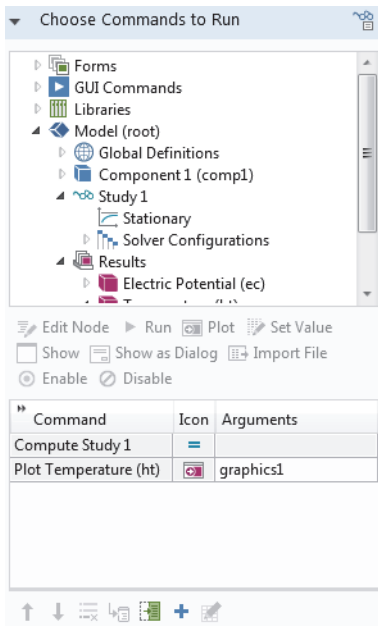 Choose Commands to Run
Forms
GUI Commands
Libraries
Model (root)
Global Definitions
Component 1 (comp1)
Study 1
Stationary
Solver Configurations
Results
Electric Potential (ec)
Edit Node Run Plot Set Value
Show Show as Dialog Import File
Enable Disable
Command Icon Arguments
Compute Study 1 =
Plot Temperature (ht) graphics1